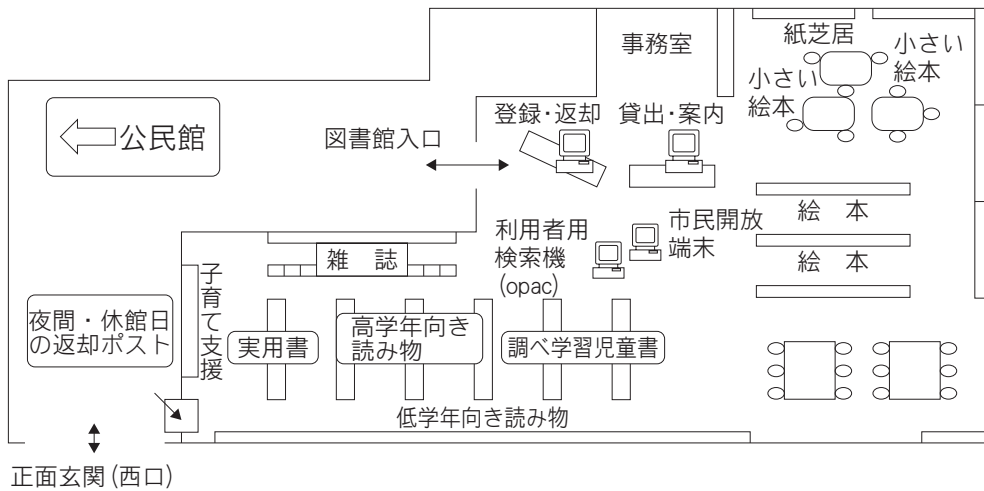 事務室
紙芝居
小さい
絵本
小さい
絵本
公民館
図書館入口
登録・返却
貸出・案内
絵　本
利用者用
検索機
(opac)
市民開放
端末
絵　本
雑　誌
子育て支援
夜間・休館日
の返却ポスト
実用書
高学年向き
読み物
調べ学習児童書
低学年向き読み物
正面玄関(西口)